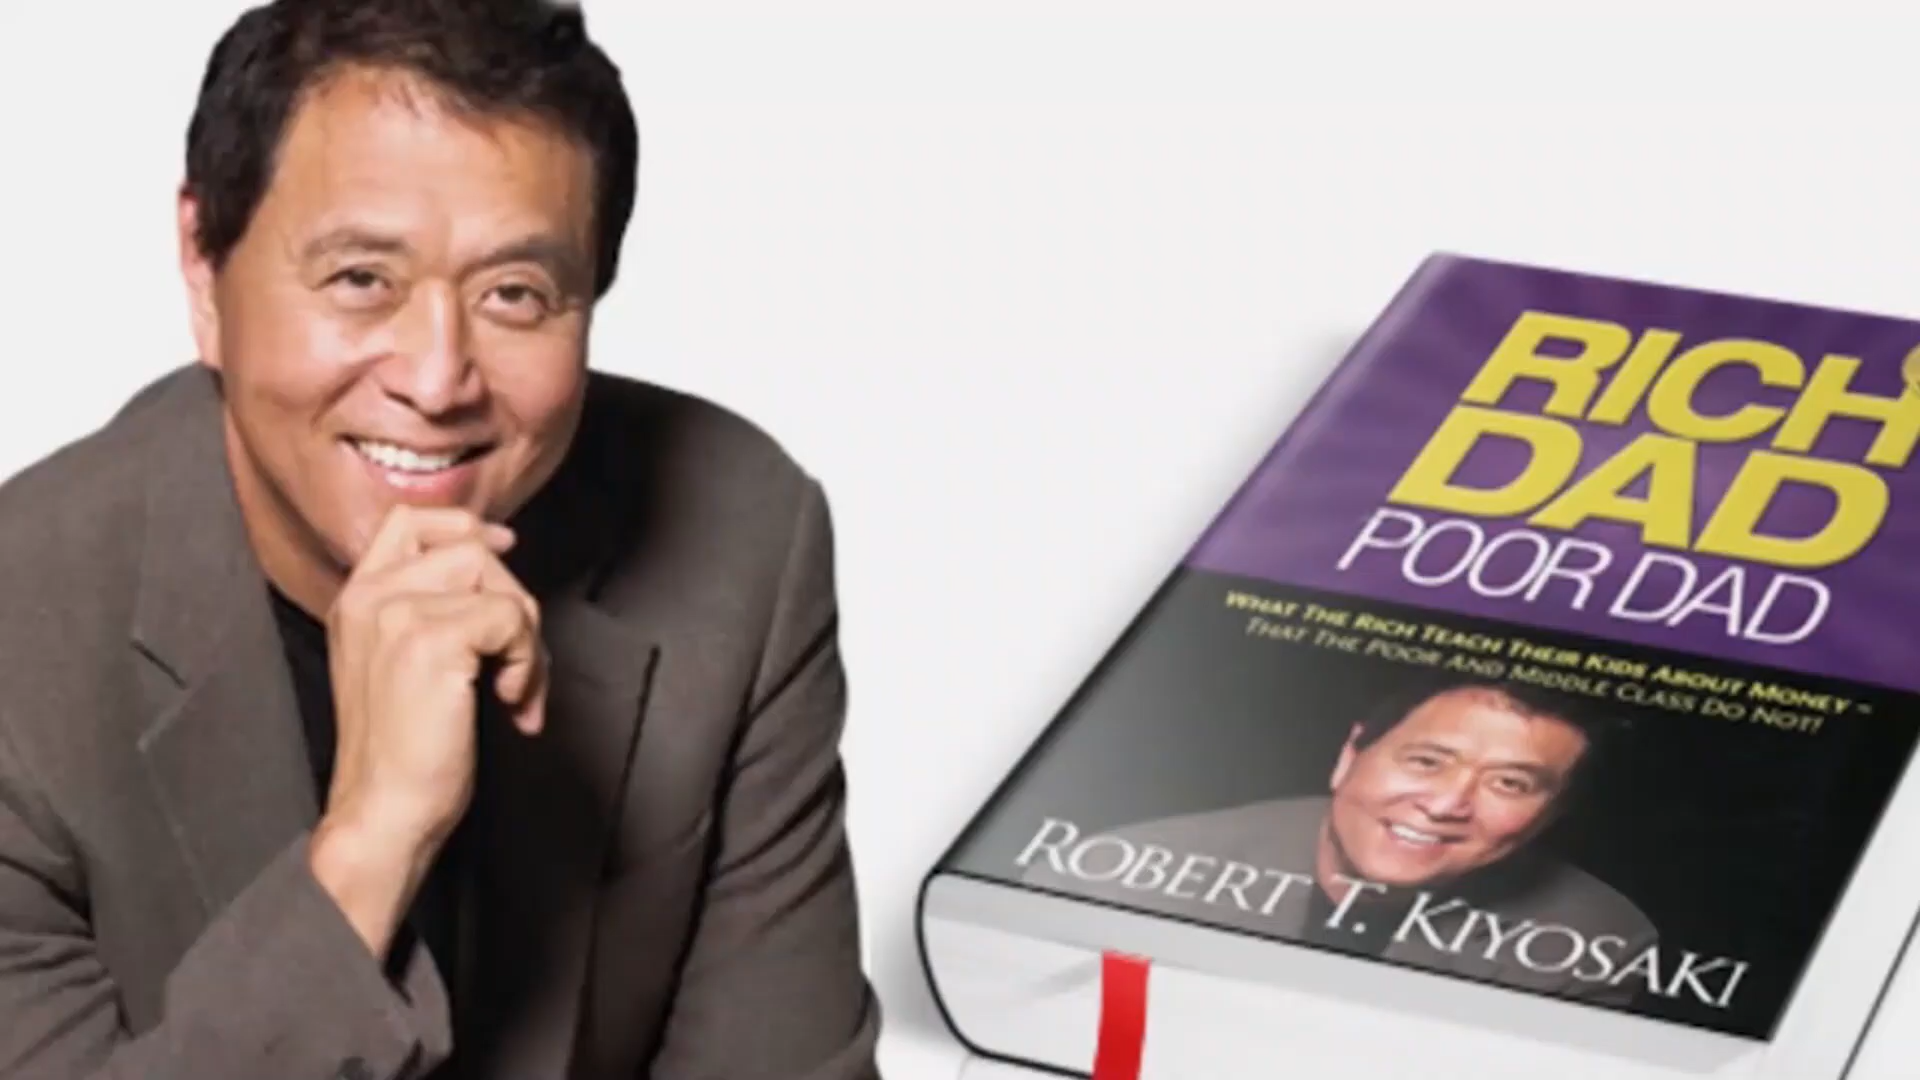 RICH
DAD
POOR DAD
WHAT THE RICH TEACH THEIR KIDS ABOUT MONEY –
THAT THE POOR AND MIDDLE CLASS DO NOT!
ROBERT T. KIYOSAKI